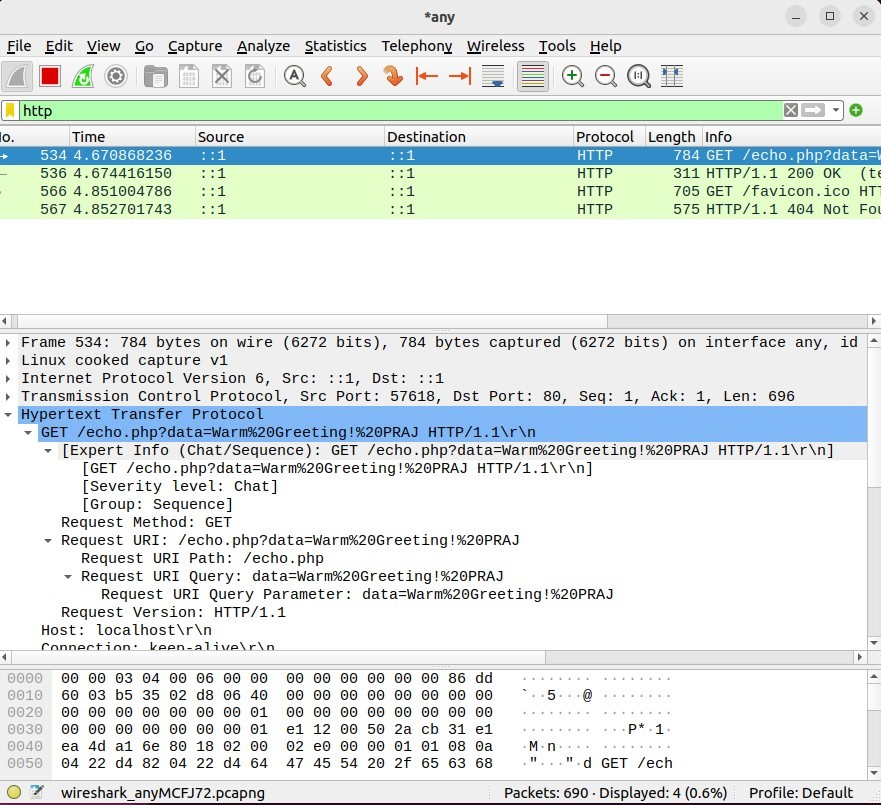 *any
File Edit View Go Capture Analyze Statistics Telephony Wireless Tools Help
http
Time Source Destination Protocol Length Info
534 4.670868236 ::1 ::1 HTTP 784 GET /echo.php?data=
536 4.674416150 ::1 ::1 HTTP 311 HTTP/1.1 200 OK (te
566 4.851004786 ::1 ::1 HTTP 705 GET /favicon.ico HT
567 4.852701743 ::1 ::1 HTTP 575 HTTP/1.1 404 Not Fou
Frame 534: 784 bytes on wire (6272 bits), 784 bytes captured (6272 bits) on interface any, id
Linux cooked capture v1
Internet Protocol Version 6, Src: ::1, Dst: ::1
Transmission Control Protocol, Src Port: 57618, Dst Port: 80, Seq: 1, Ack: 1, Len: 696
Hypertext Transfer Protocol
GET /echo.php?data=Warm%20Greeting!%20PRAJ HTTP/1.1\r\n
[Expert Info (Chat/Sequence): GET /echo.php?data=Warm%20Greeting!%20PRAJ HTTP/1.1\r\n]
[GET /echo.php?data=Warm%20Greeting!%20PRAJ HTTP/1.1\r\n]
[Severity level: Chat]
[Group: Sequence]
Request Method: GET
Request URI: /echo.php?data=Warm%20Greeting!%20PRAJ
Request URI Path: /echo.php
Request URI Query: data=Warm%20Greeting!%20PRAJ
Request URI Query Parameter: data=Warm%20Greeting!%20PRAJ
Request Version: HTTP/1.1
Host: localhost\r\n
Connection: keep-alive\r\n
0000 00 00 03 04 00 06 00 00 00 00 00 00 00 00 86 dd ········ ········
0010 60 03 b5 35 02 d8 06 40 00 00 00 00 00 00 00 00 `··5···@ ········
0020 00 00 00 00 00 00 00 01 00 00 00 00 00 00 00 00 ········ ········
0030 00 00 00 00 00 00 00 01 e1 12 00 50 2a cb 31 e1 ········ ···P*·1·
0040 ea 4d a1 6e 80 18 02 00 02 e0 00 00 01 01 08 0a ·M·n···· ········
0050 04 22 d4 82 04 22 d4 64 47 45 54 20 2f 65 63 68 ·"···"·d GET /ech
wireshark_anyMCFJ72.pcapng Packets: 690 · Displayed: 4 (0.6%) Profile: Default